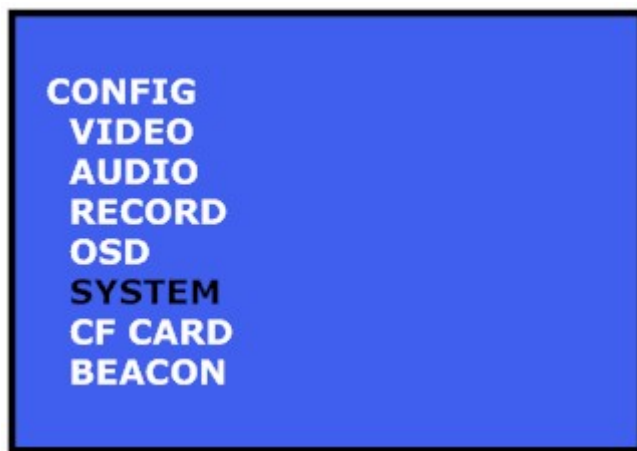 CONFIG
VIDEO
AUDIO
RECORD
OSD
SYSTEM
CF CARD
BEACON